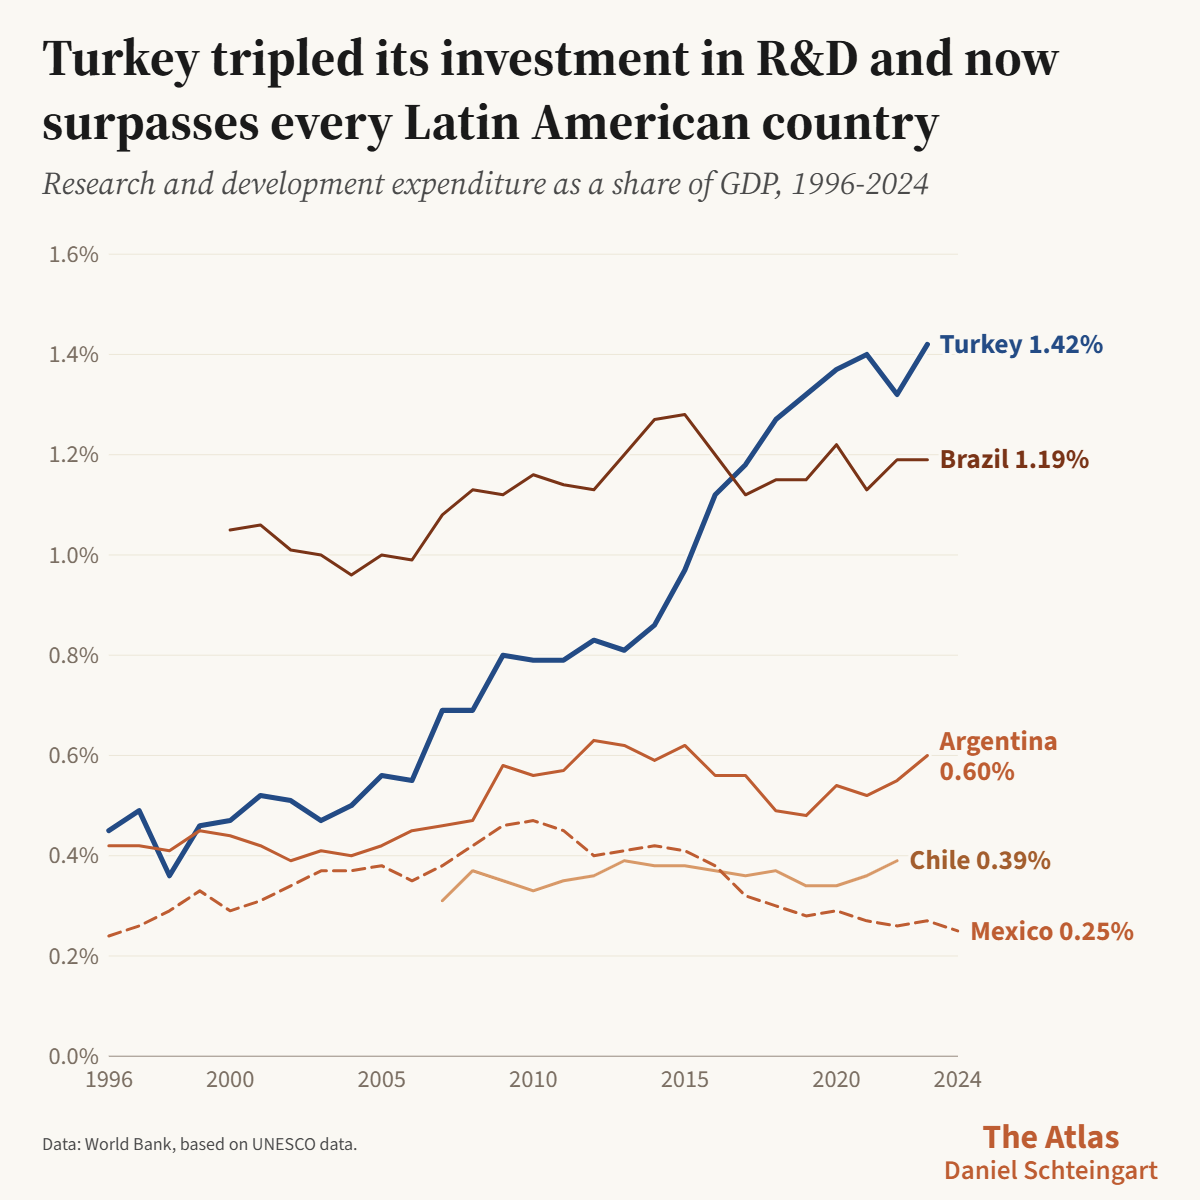 Turkey tripled its investment in R&D and now
surpasses every Latin American country
Research and development expenditure as a share of GDP, 1996-2024
1.6%
1.4%
1.2%
1.0%
0.8%
0.6%
0.4%
0.2%
0.0%
Turkey 1.42%
Brazil 1.19%
Argentina
0.60%
Chile 0.39%
Mexico 0.25%
1996 2000 2005 2010 2015 2020 2024
Data: World Bank, based on UNESCO data.
The Atlas
Daniel Schteingart